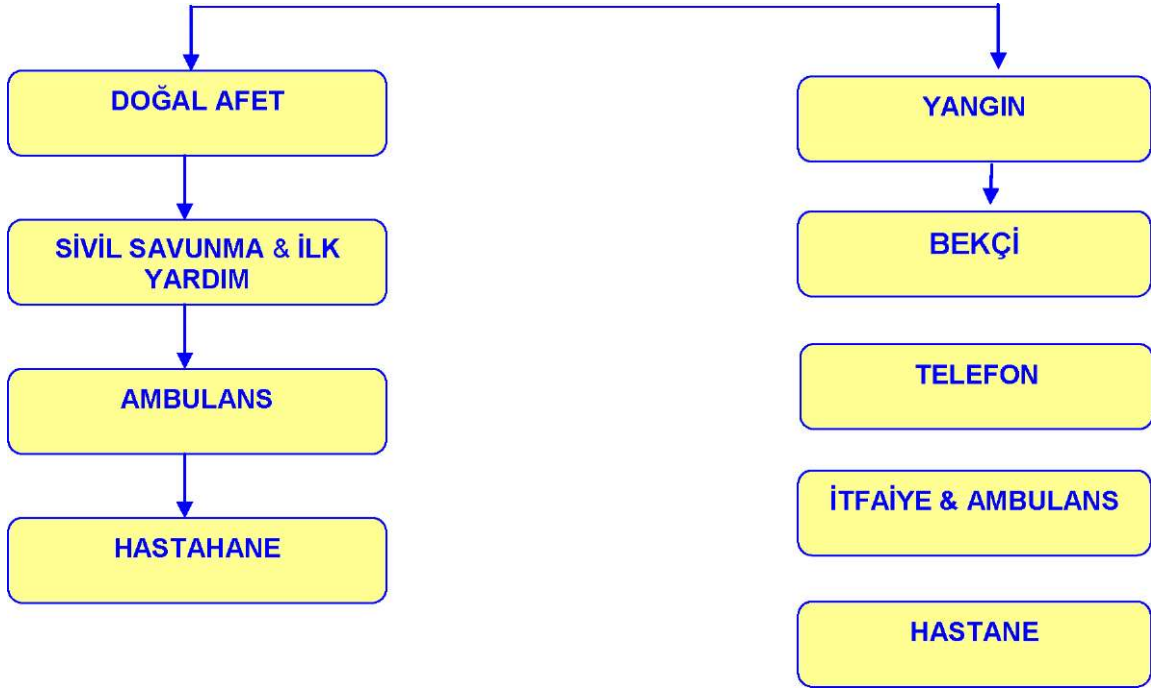 DOĞAL AFET
SİVİL SAVUNMA & İLK
YARDIM
AMBULANS
HASTAHANE
YANGIN
BEKÇİ
TELEFON
İTFAİYE & AMBULANS
HASTANE